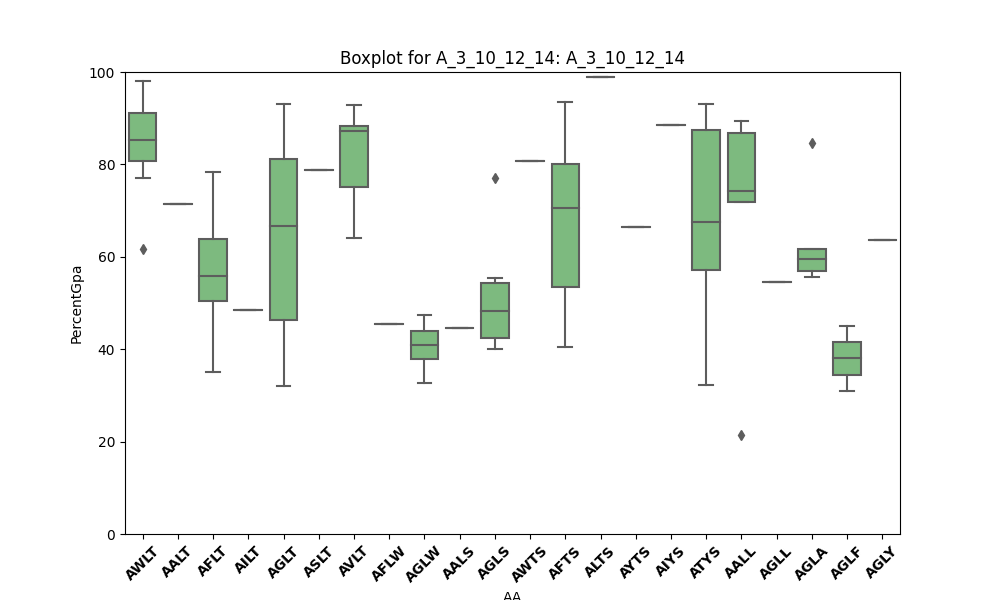 Boxplot for A_3_10_12_14: A_3_10_12_14
PercentGpa
100
80
60
40
20
0
AWLT AALT AFLT AILT AGLT ASLT AVLT AFLW AGLW AALS AGLS AWTS AFTS ALTS AYTS AIYS ATYS AALL AGLL AGLA AGLF AGLY
AA